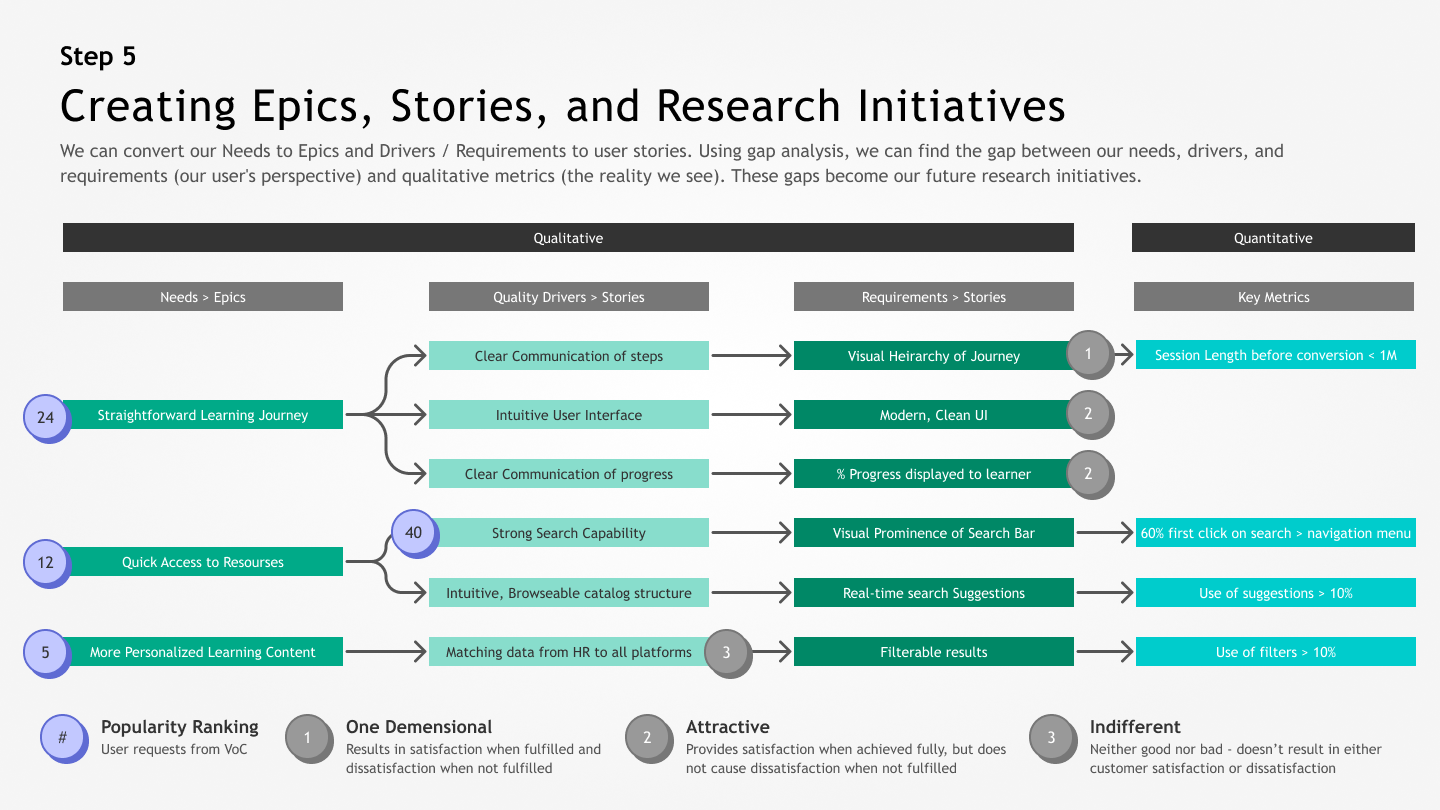 Step 5
Creating Epics, Stories, and Research Initiatives
We can convert our Needs to Epics and Drivers / Requirements to user stories. Using gap analysis, we can find the gap between our needs, drivers, and
requirements (our user's perspective) and qualitative metrics (the reality we see). These gaps become our future research initiatives.
Qualitative
Quantitative
Needs > Epics
Quality Drivers > Stories
Requirements > Stories
Key Metrics
Clear Communication of steps
Visual Heirarchy of Journey
1
Session Length before conversion < 1M
24
Straightforward Learning Journey
Intuitive User Interface
Modern, Clean UI
2
Clear Communication of progress
% Progress displayed to learner
2
40
Strong Search Capability
Visual Prominence of Search Bar
60% first click on search > navigation menu
12
Quick Access to Resourses
Intuitive, Browseable catalog structure
Real-time search Suggestions
Use of suggestions > 10%
5
More Personalized Learning Content
Matching data from HR to all platforms
3
Filterable results
Use of filters > 10%
#
Popularity Ranking
User requests from VoC
1
One Demensional
Results in satisfaction when fulfilled and
dissatisfaction when not fulfilled
2
Attractive
Provides satisfaction when achieved fully, but does
not cause dissatisfaction when not fulfilled
3
Indifferent
Neither good nor bad - doesn’t result in either
customer satisfaction or dissatisfaction